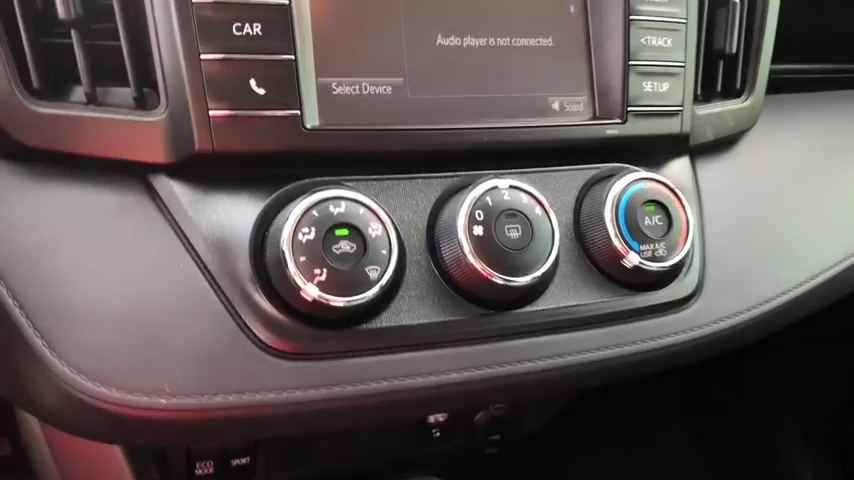 CAR
Audio player is not connected.
<TRACK
Select Device
SETUP
Sound
0 1 2 3 4
A/C
MAX A/C
USE
ECO
MODE
SPORT